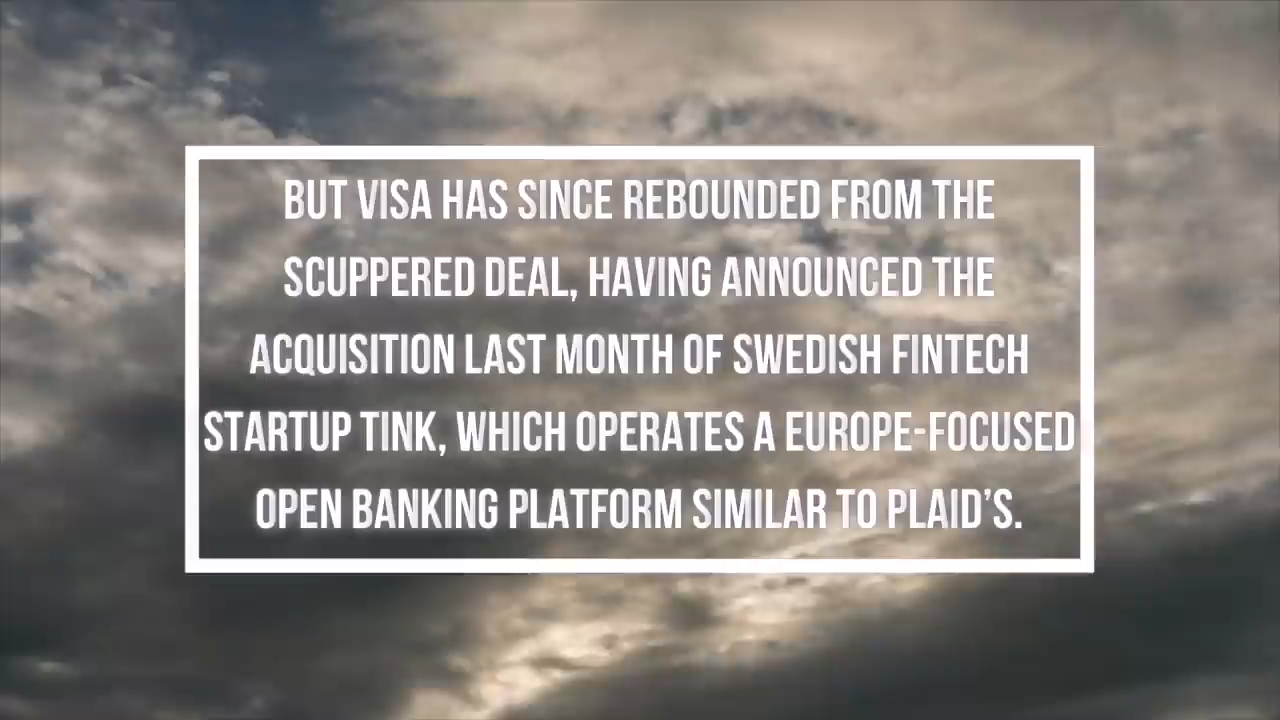 BUT VISA HAS SINCE REBOUNDED FROM THE
SCUPPERED DEAL, HAVING ANNOUNCED THE
ACQUISITION LAST MONTH OF SWEDISH FINTECH
STARTUP TINK, WHICH OPERATES A EUROPE-FOCUSED
OPEN BANKING PLATFORM SIMILAR TO PLAID’S.